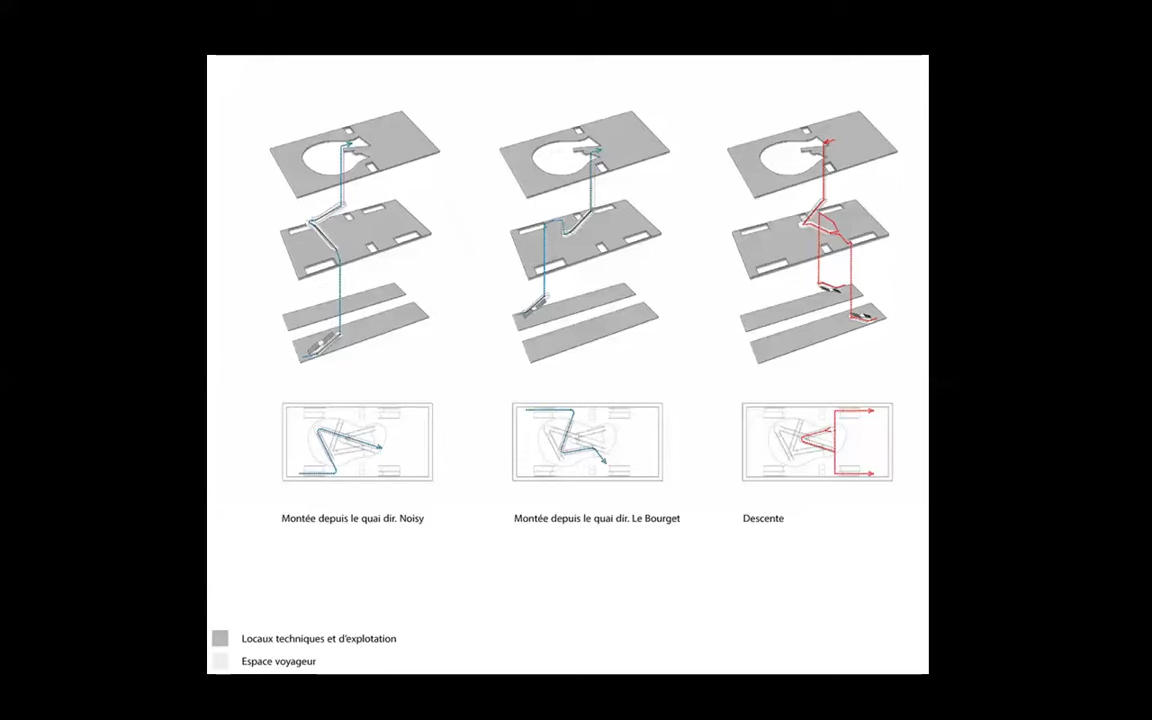 Montée depuis le quai dir. Noisy
Montée depuis le quai dir. Le Bourget
Descente
Locaux techniques et d'explotation
Espace voyageur